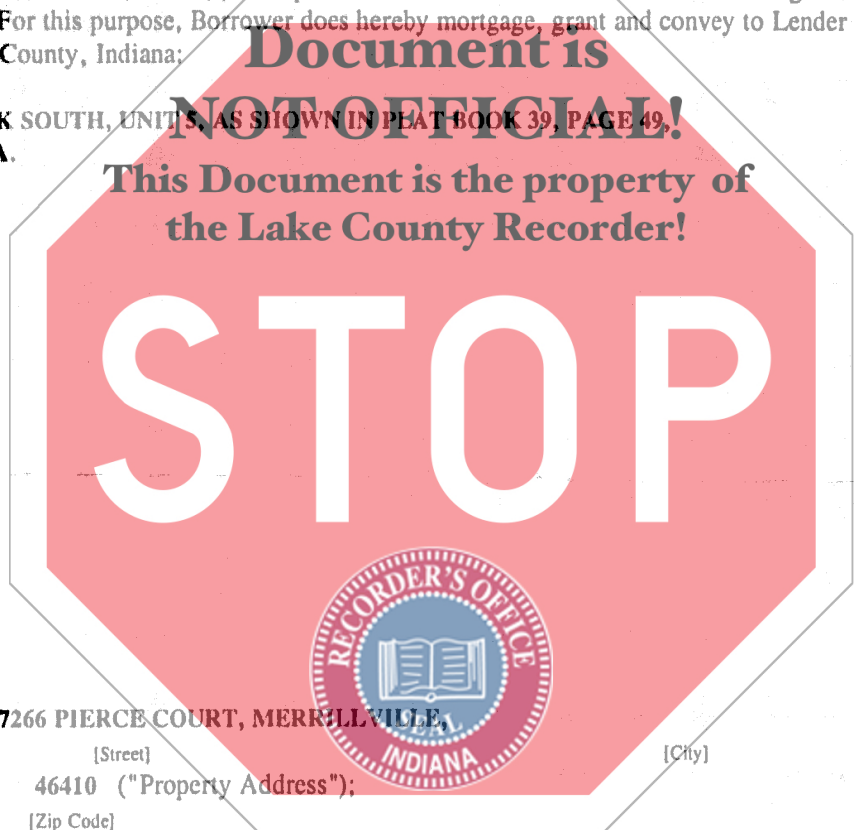 For this purpose, Borrower does hereby mortgage, grant and convey to Lender
County, Indiana:
Document is
K SOUTH, UNIT 5, AS SHOWN IN PLAT BOOK 39, PAGE 49,
NOT OFFICIAL!
A.
This Document is the property of
the Lake County Recorder!
STOP
RECORDER'S OFFICE
SEAL
INDIANA
7266 PIERCE COURT, MERRILLVILLE,
[Street] [City]
46410 ("Property Address");
[Zip Code]